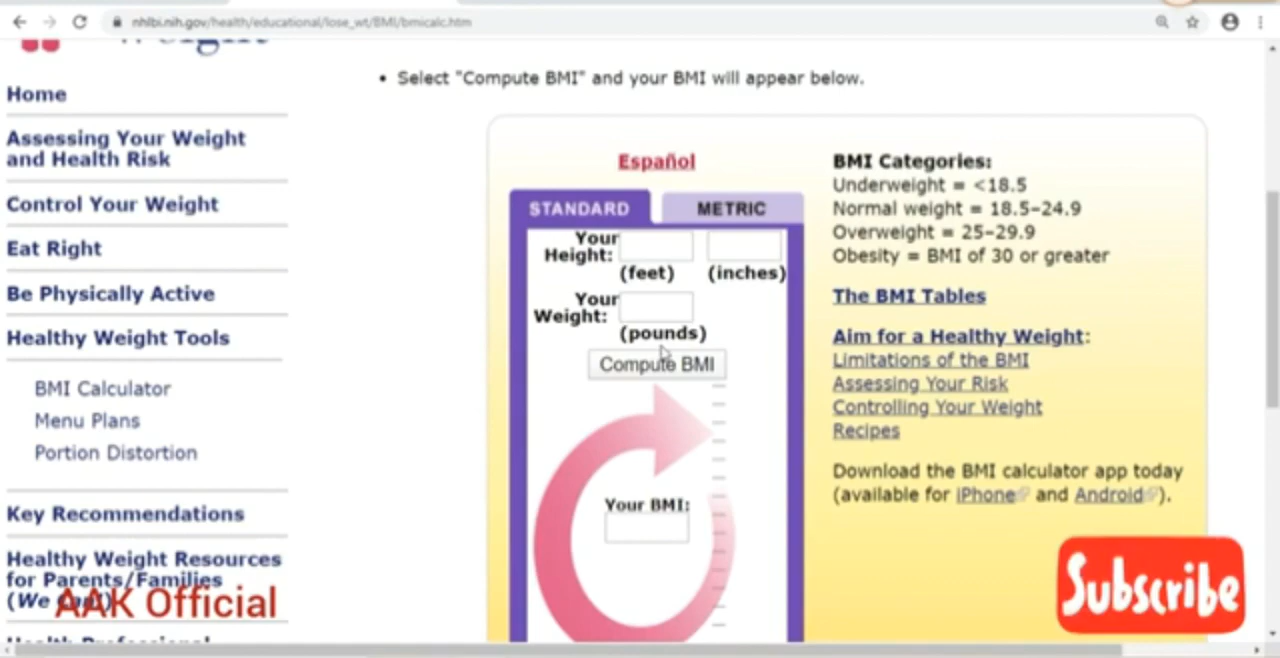 nhlbi.nih.gov/health/educational/lose_wt/BMI/bmicalc.htm
Weight
• Select "Compute BMI" and your BMI will appear below.
Home
Assessing Your Weight
and Health Risk
Control Your Weight
Eat Right
Be Physically Active
Healthy Weight Tools
BMI Calculator
Menu Plans
Portion Distortion
Key Recommendations
Healthy Weight Resources
for Parents/Families
(We Can!)
AAK Official
Health Professional
Español
STANDARD
METRIC
Your
Height:
(feet) (inches)
Your
Weight:
(pounds)
Compute BMI
Your BMI:
BMI Categories:
Underweight = <18.5
Normal weight = 18.5–24.9
Overweight = 25–29.9
Obesity = BMI of 30 or greater
The BMI Tables
Aim for a Healthy Weight:
Limitations of the BMI
Assessing Your Risk
Controlling Your Weight
Recipes
Download the BMI calculator app today
(available for iPhone and Android).
Subscribe